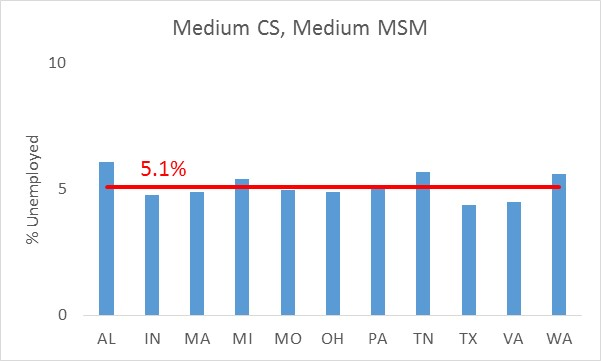 Medium CS, Medium MSM
10
5.1%
% Unemployed
5
0
AL IN MA MI MO OH PA TN TX VA WA